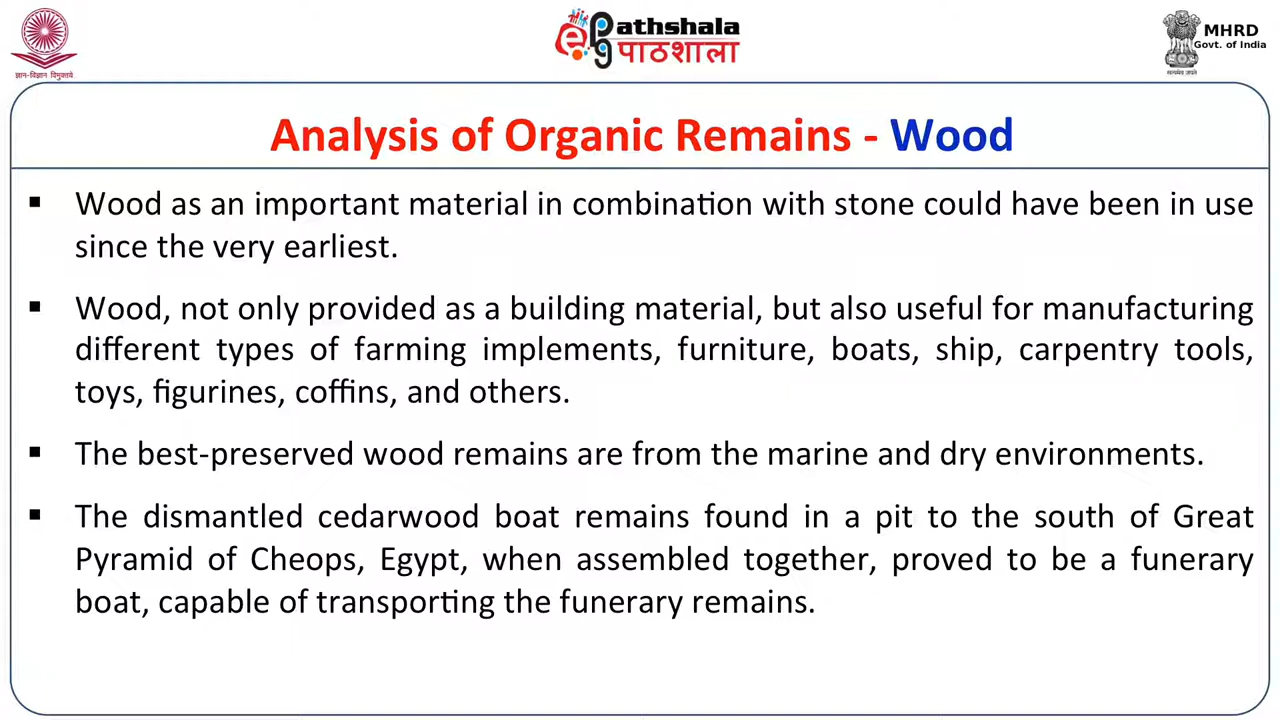 ज्ञान-विज्ञान विमुक्तये
ePathshala
पाठशाला
MHRD
Govt. of India
सत्यमेव जयते
Analysis of Organic Remains - Wood
▪ Wood as an important material in combination with stone could have been in use
since the very earliest.
▪ Wood, not only provided as a building material, but also useful for manufacturing
different types of farming implements, furniture, boats, ship, carpentry tools,
toys, figurines, coffins, and others.
▪ The best-preserved wood remains are from the marine and dry environments.
▪ The dismantled cedarwood boat remains found in a pit to the south of Great
Pyramid of Cheops, Egypt, when assembled together, proved to be a funerary
boat, capable of transporting the funerary remains.